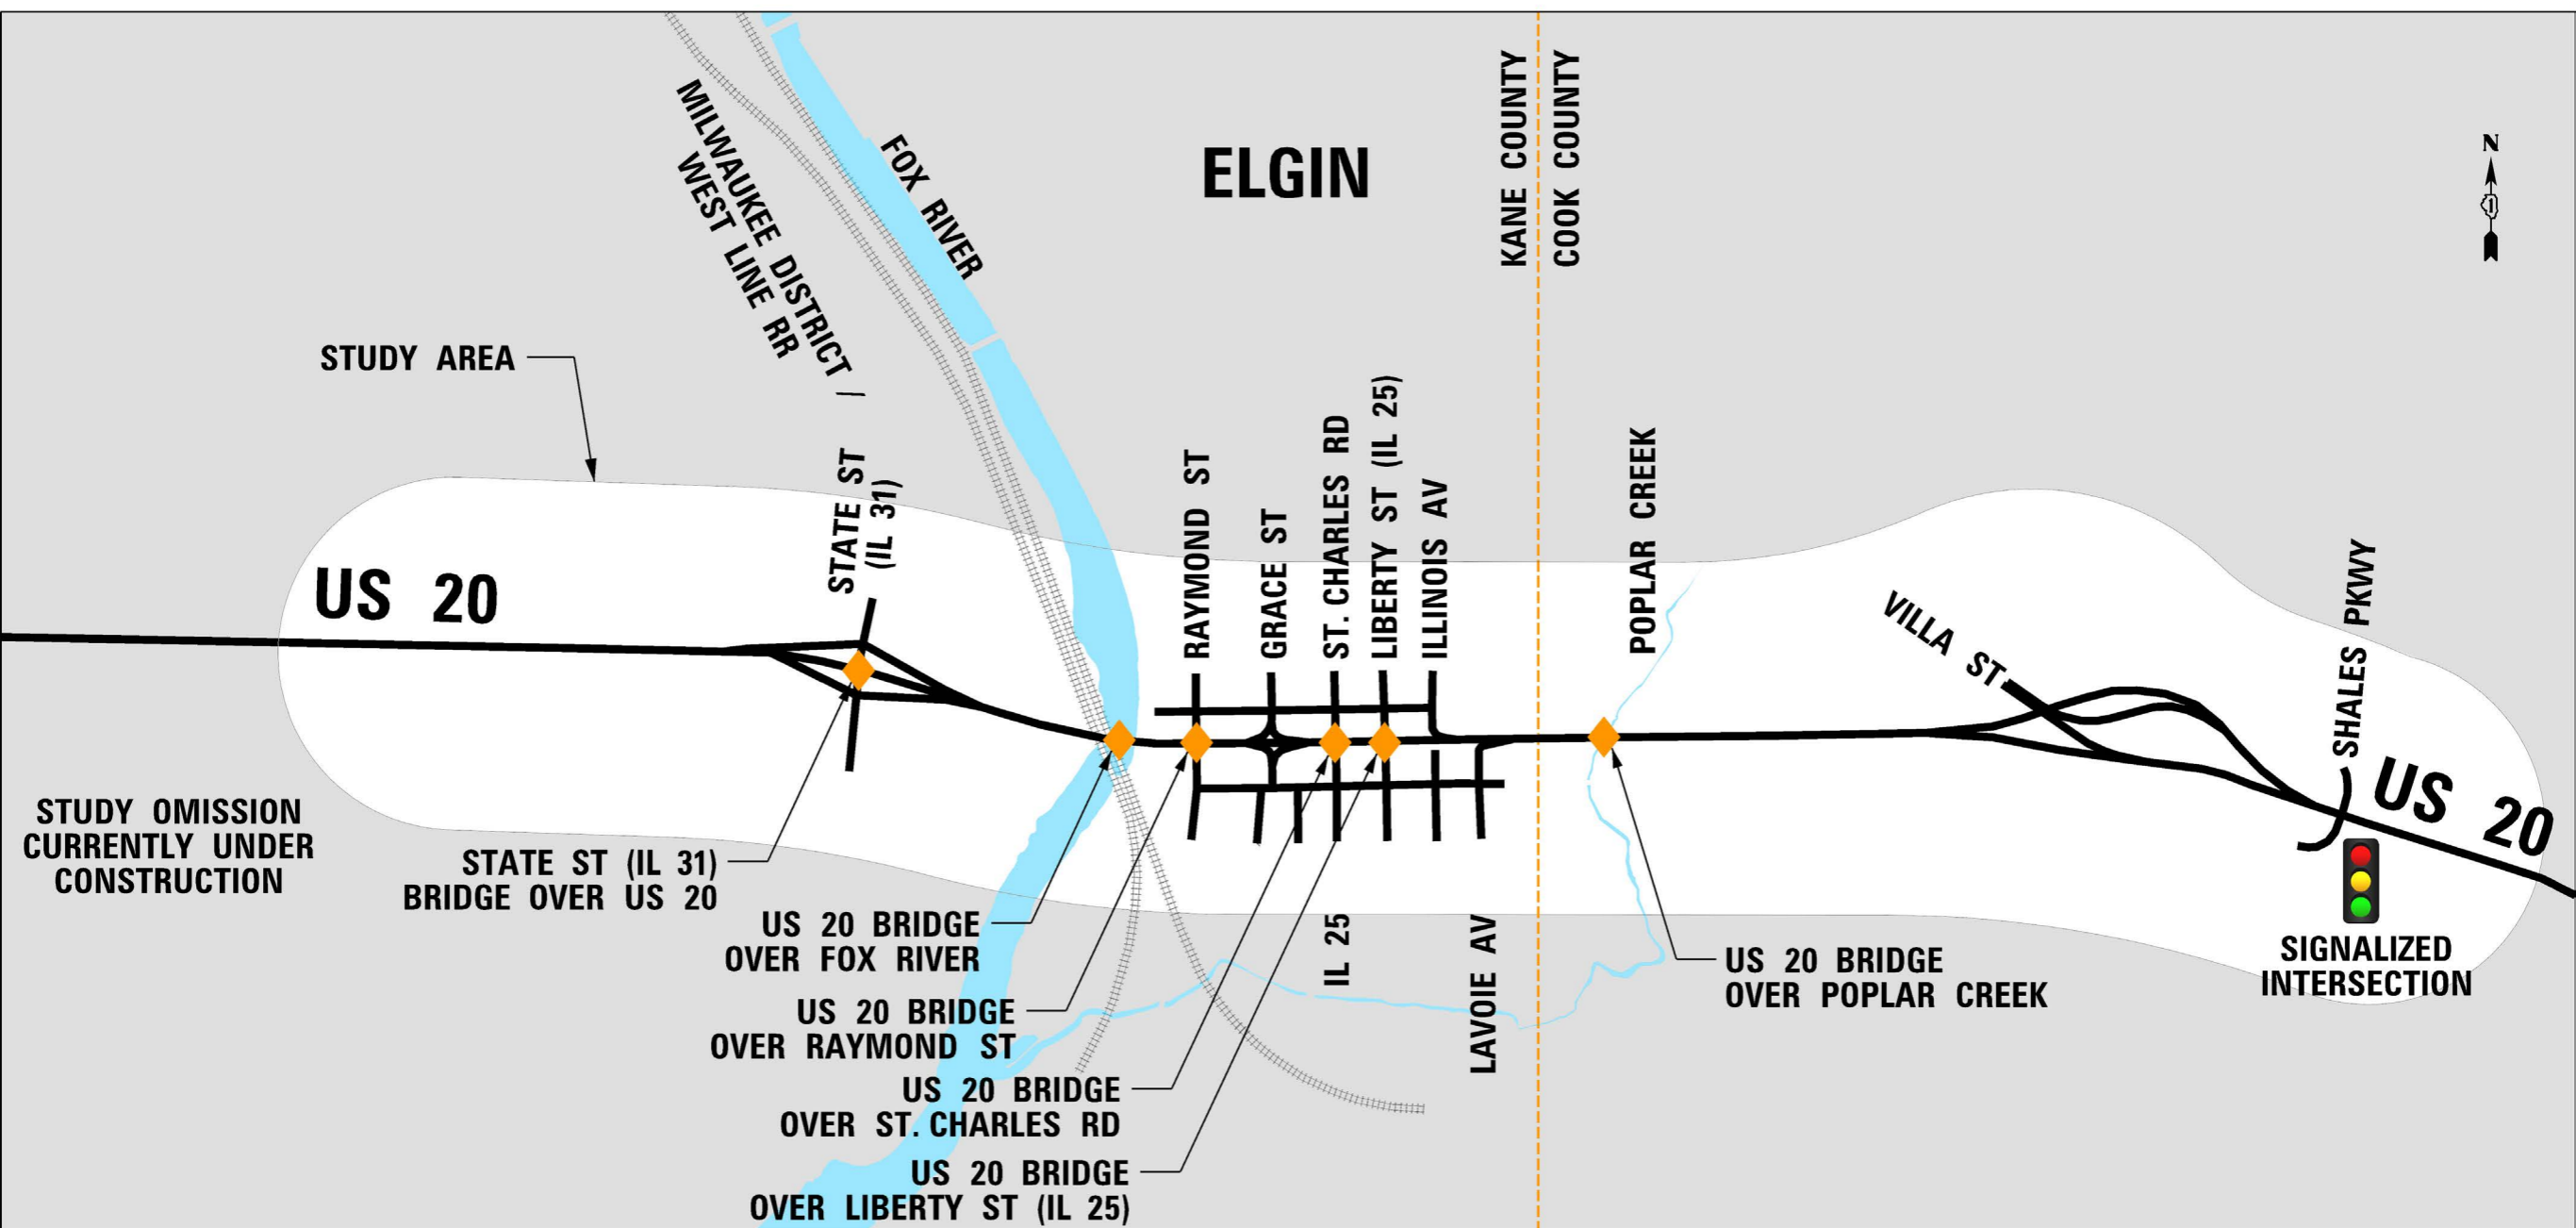 MILWAUKEE DISTRICT /
WEST LINE RR
FOX RIVER
ELGIN
KANE COUNTY
COOK COUNTY
N
1
STUDY AREA
STATE ST
(IL 31)
RAYMOND ST
GRACE ST
ST. CHARLES RD
LIBERTY ST (IL 25)
ILLINOIS AV
POPLAR CREEK
US 20
VILLA ST
SHALES PKWY
US 20
STUDY OMISSION
CURRENTLY UNDER
CONSTRUCTION
STATE ST (IL 31)
BRIDGE OVER US 20
US 20 BRIDGE
OVER FOX RIVER
US 20 BRIDGE
OVER RAYMOND ST
US 20 BRIDGE
OVER ST. CHARLES RD
US 20 BRIDGE
OVER LIBERTY ST (IL 25)
IL 25
LAVOIE AV
US 20 BRIDGE
OVER POPLAR CREEK
SIGNALIZED
INTERSECTION